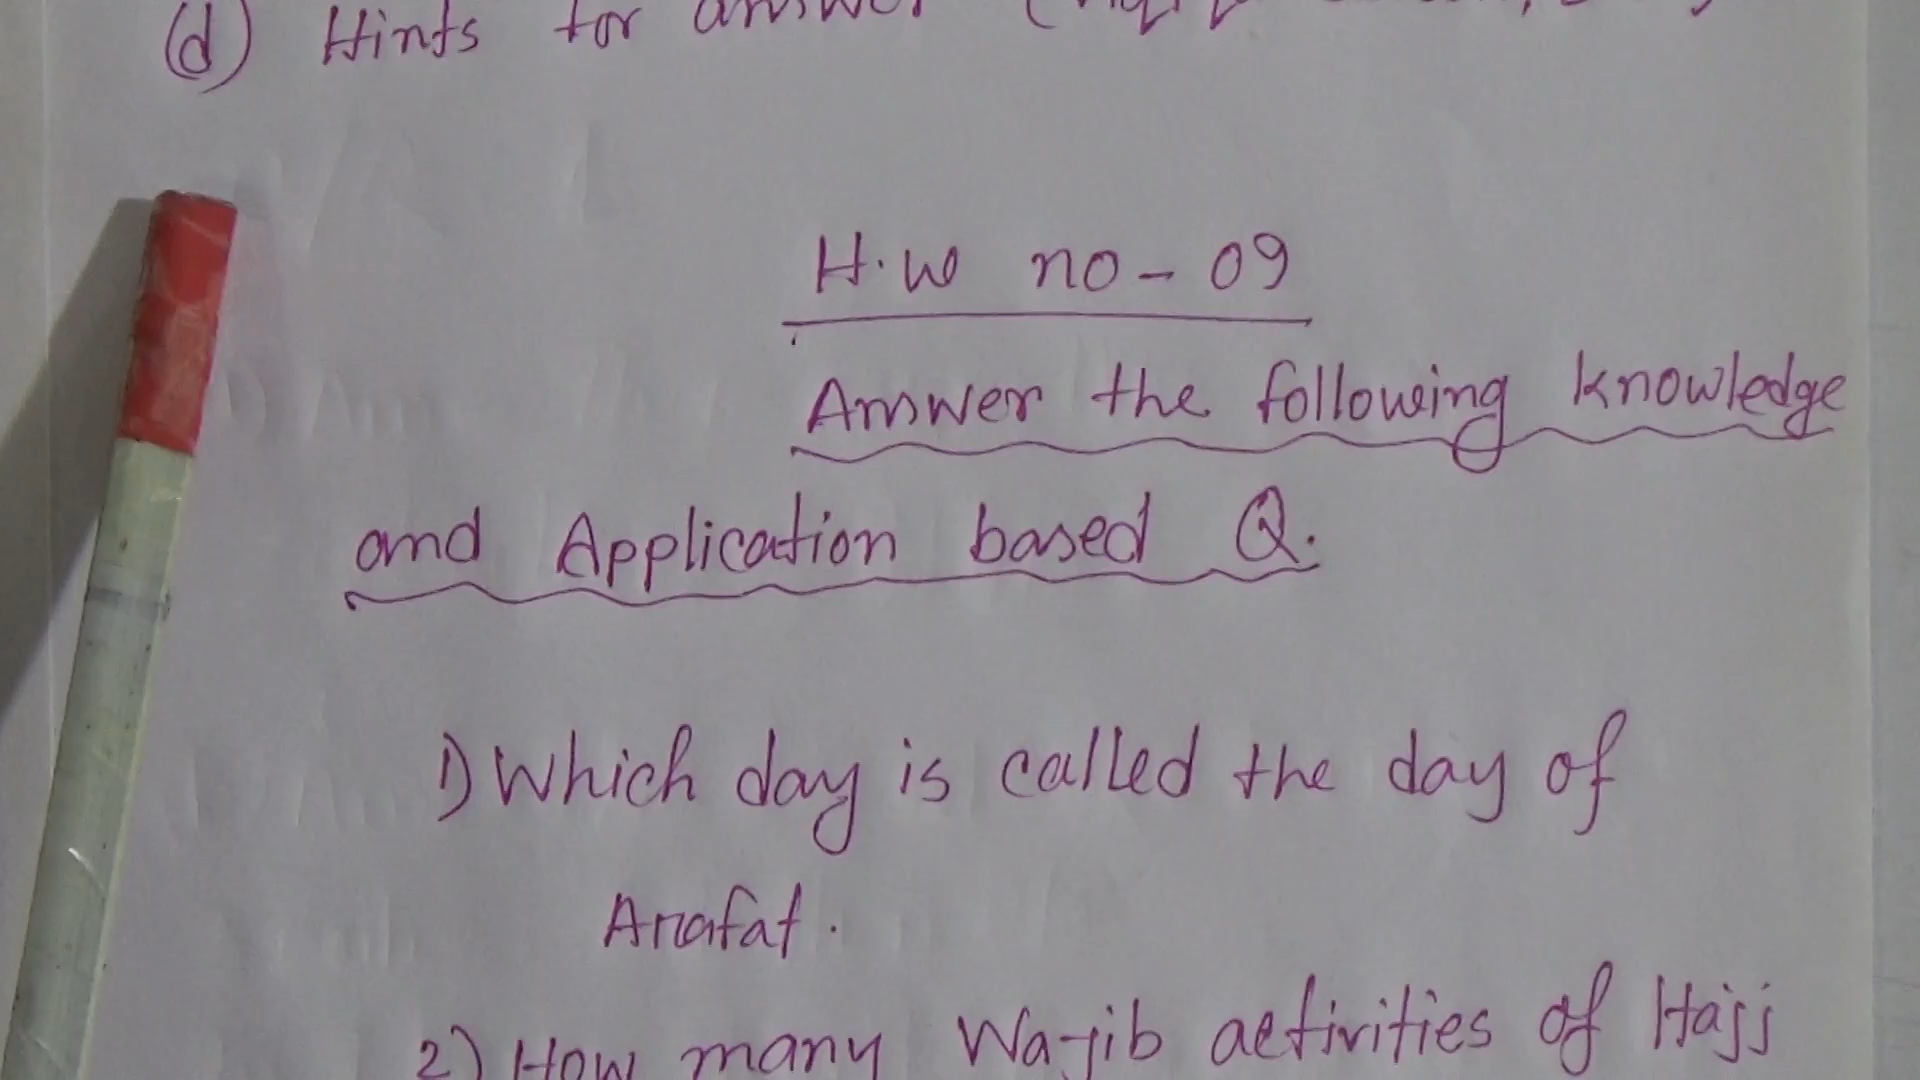 (d) Hints for answer
H.W no - 09
Answer the following knowledge
and Application based Q.
1) Which day is called the day of
Arafat.
2) How many Wajib activities of Hajj